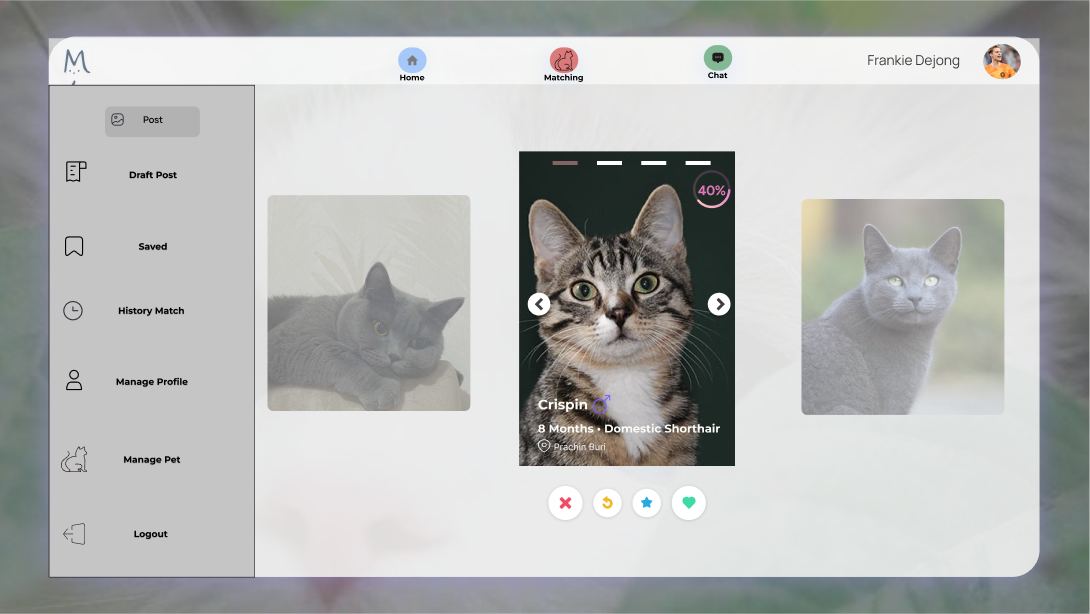 M
Home
Matching
Chat
Frankie Dejong
Post
Draft Post
Saved
History Match
Manage Profile
Manage Pet
Logout
40%
Crispin
8 Months • Domestic Shorthair
Prachin Buri